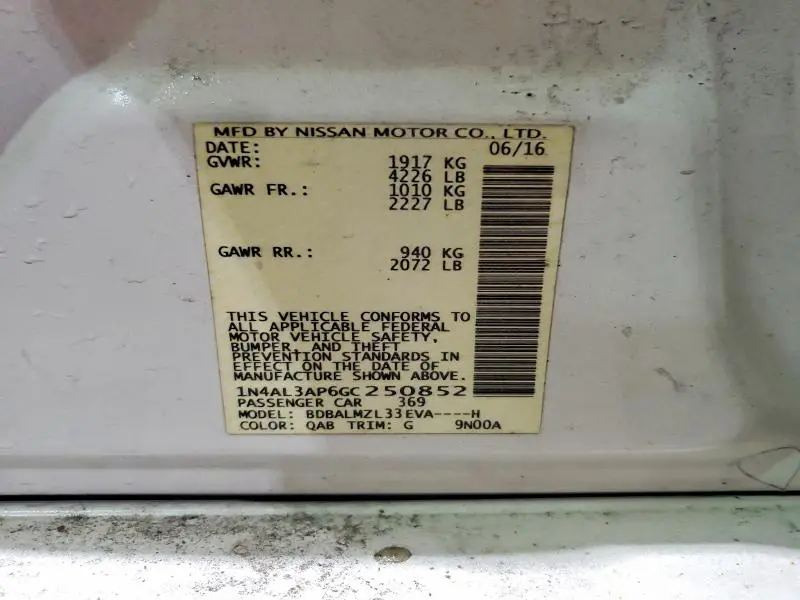 MFD BY NISSAN MOTOR CO., LTD.
DATE: 06/16
GVWR: 1917 KG
4226 LB
GAWR FR.: 1010 KG
2227 LB
GAWR RR.: 940 KG
2072 LB
THIS VEHICLE CONFORMS TO
ALL APPLICABLE FEDERAL
MOTOR VEHICLE SAFETY,
BUMPER, AND THEFT
PREVENTION STANDARDS IN
EFFECT ON THE DATE OF
MANUFACTURE SHOWN ABOVE.
1N4AL3AP6GC250852
PASSENGER CAR 369
MODEL: BDBALMZL33EVA----H
COLOR: QAB TRIM: G 9N00A